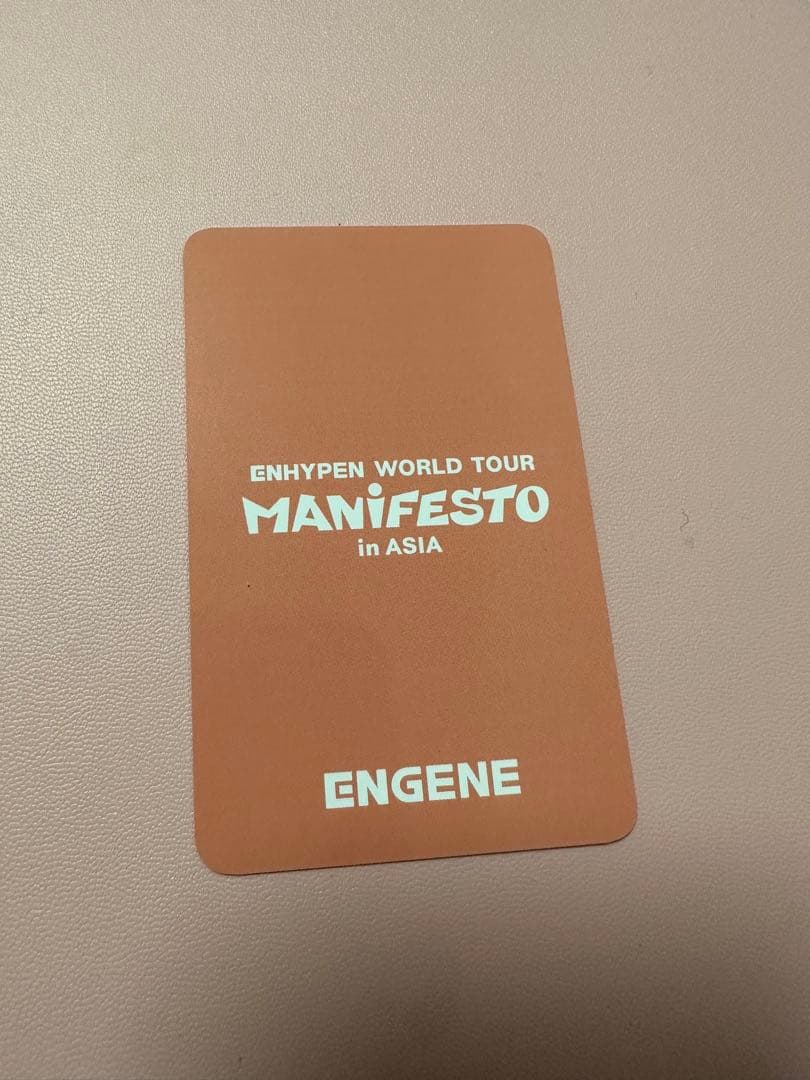 ENHYPEN WORLD TOUR
MANiFESTO
in ASIA
ENGENE